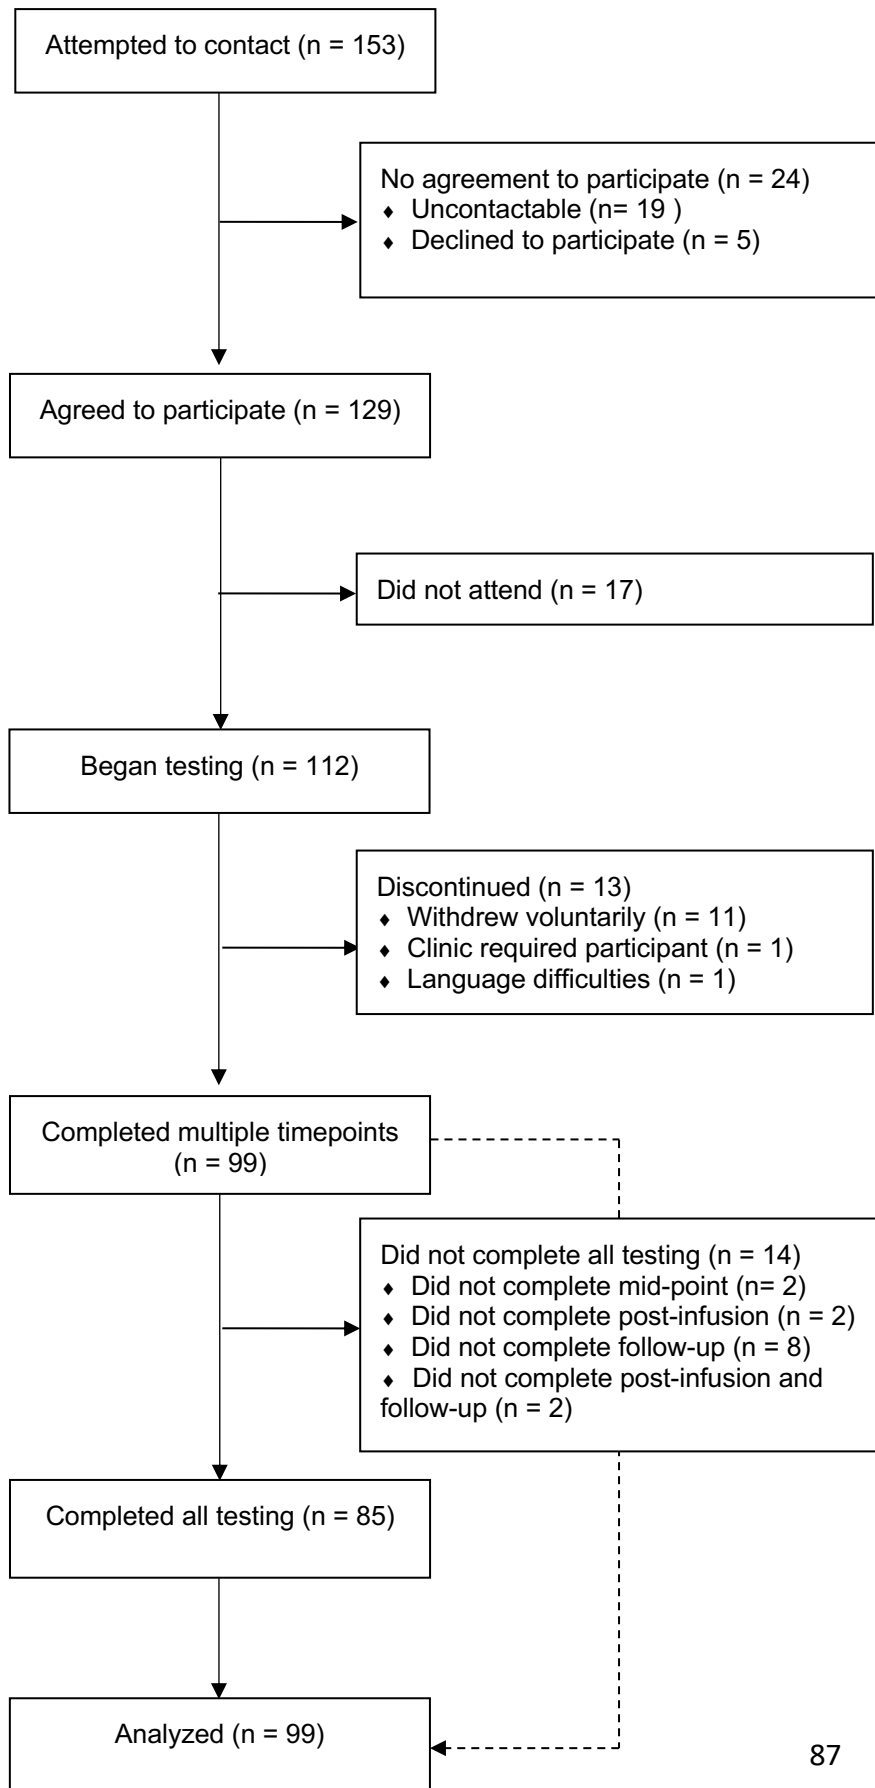 Attempted to contact (n = 153)
No agreement to participate (n = 24)
♦ Uncontactable (n= 19 )
♦ Declined to participate (n = 5)
Agreed to participate (n = 129)
Did not attend (n = 17)
Began testing (n = 112)
Discontinued (n = 13)
♦ Withdrew voluntarily (n = 11)
♦ Clinic required participant (n = 1)
♦ Language difficulties (n = 1)
Completed multiple timepoints
(n = 99)
Did not complete all testing (n = 14)
♦ Did not complete mid-point (n= 2)
♦ Did not complete post-infusion (n = 2)
♦ Did not complete follow-up (n = 8)
♦ Did not complete post-infusion and
follow-up (n = 2)
Completed all testing (n = 85)
Analyzed (n = 99)
87